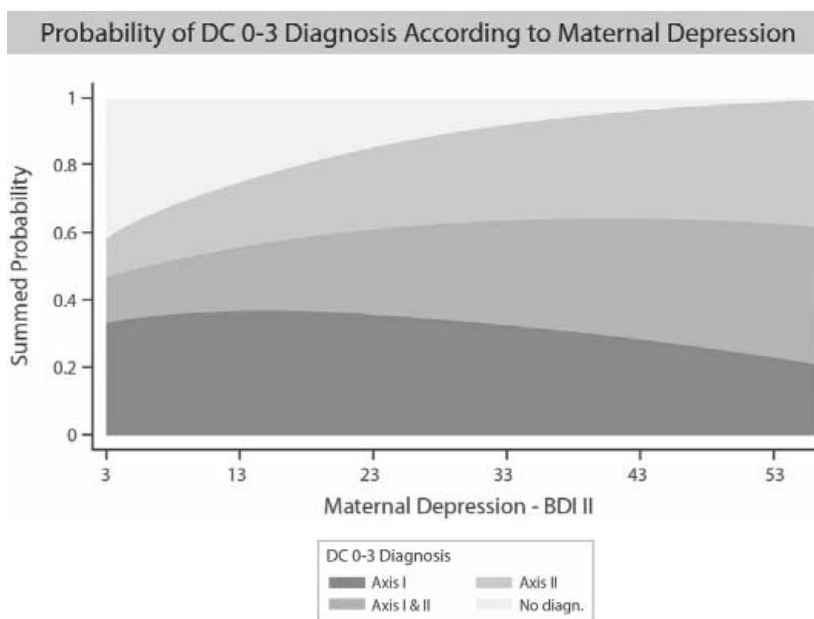 Probability of DC 0-3 Diagnosis According to Maternal Depression
1
0.8
0.6
0.4
0.2
0
Summed Probability
3 13 23 33 43 53
Maternal Depression - BDI II
DC 0-3 Diagnosis
Axis I Axis II
Axis I & II No diagn.